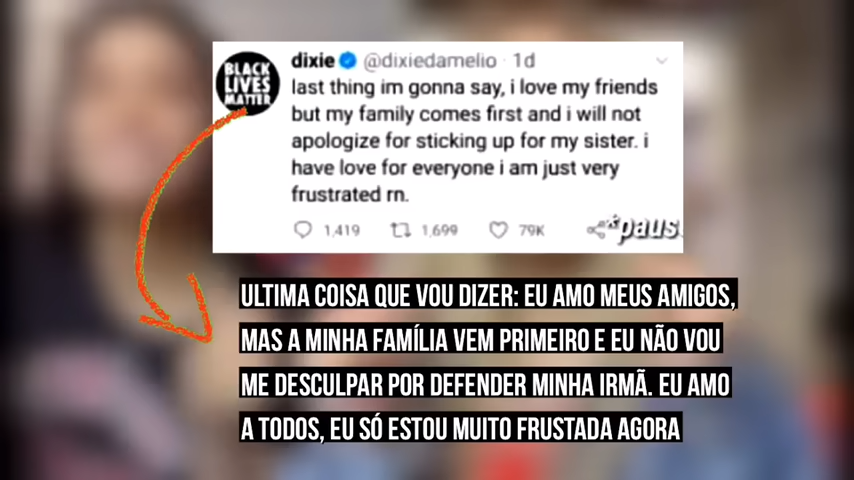 dixie @dixiedamelio · 1d
BLACK
LIVES
MATTER
last thing im gonna say, i love my friends
but my family comes first and i will not
apologize for sticking up for my sister. i
have love for everyone i am just very
frustrated rn.
1,419 1,699 79K
*paus
ULTIMA COISA QUE VOU DIZER: EU AMO MEUS AMIGOS,
MAS A MINHA FAMÍLIA VEM PRIMEIRO E EU NÃO VOU
ME DESCULPAR POR DEFENDER MINHA IRMÃ. EU AMO
A TODOS, EU SÓ ESTOU MUITO FRUSTADA AGORA